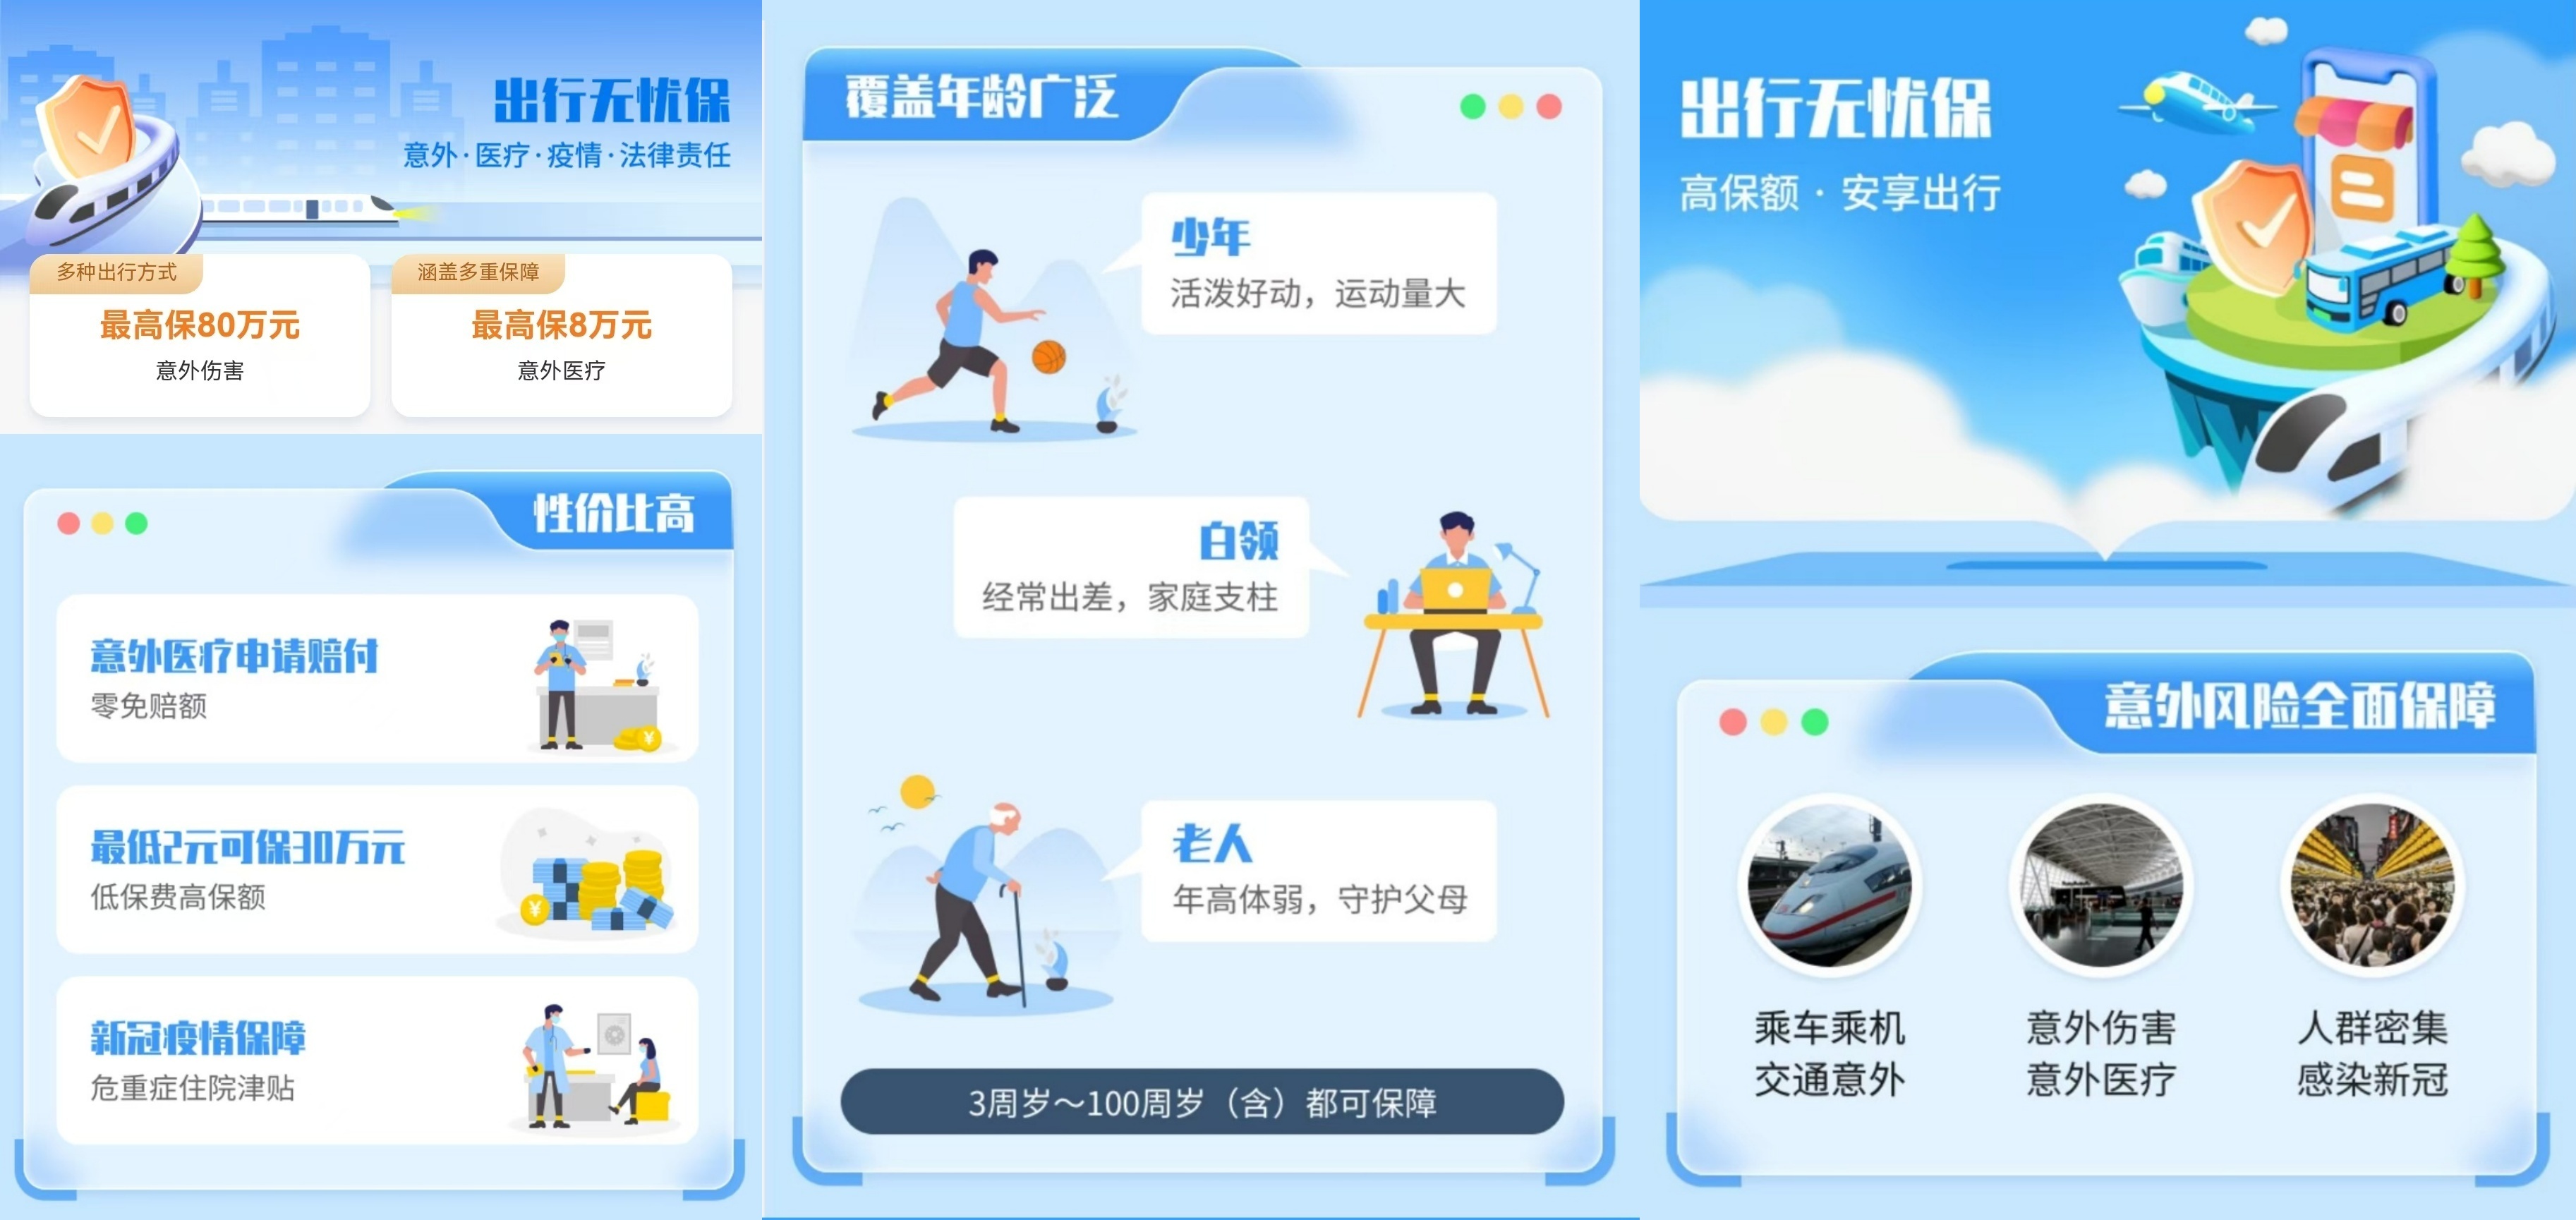 出行无忧保
意外·医疗·疫情·法律责任
多种出行方式
最高保80万元
意外伤害
涵盖多重保障
最高保8万元
意外医疗
性价比高
意外医疗申请赔付
零免赔额
¥
最低2元可保30万元
低保费高保额
¥
新冠疫情保障
危重症住院津贴
覆盖年龄广泛
少年
活泼好动，运动量大
白领
经常出差，家庭支柱
老人
年高体弱，守护父母
3周岁～100周岁（含）都可保障
出行无忧保
高保额·安享出行
意外风险全面保障
乘车乘机
交通意外
意外伤害
意外医疗
人群密集
感染新冠